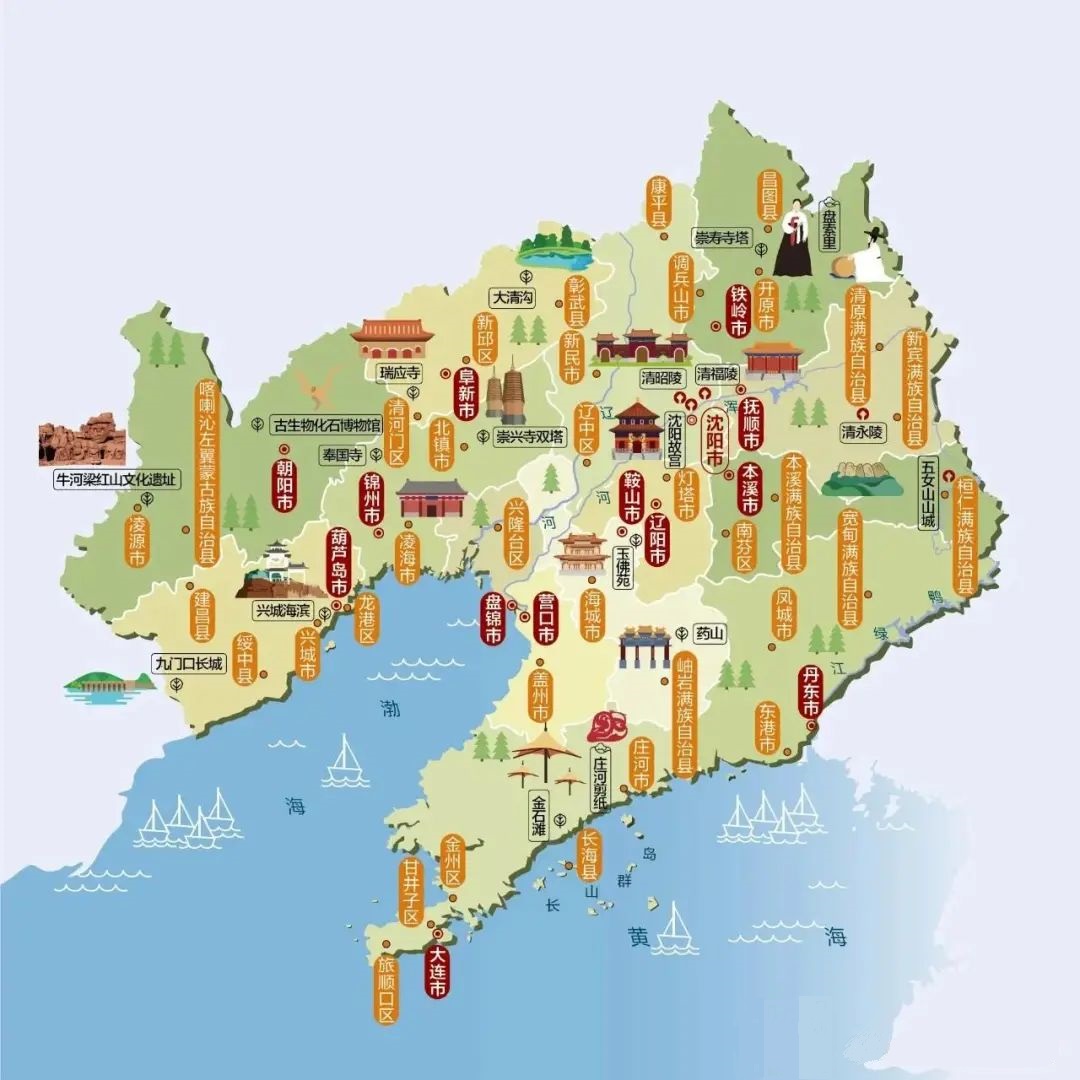 康平县
昌图县
盘索里
崇寿寺塔
调兵山市
铁岭市
开原市
大清沟
彰武县
清原满族自治县
新宾满族自治县
新邱区
新民市
瑞应寺
阜新市
清昭陵
清福陵
抚顺市
浑
辽
河
河
喀喇沁左翼蒙古族自治县
古生物化石博物馆
清河门区
北镇市
崇兴寺双塔
辽中区
沈阳故宫
沈阳市
清永陵
牛河梁红山文化遗址
朝阳市
奉国寺
锦州市
鞍山市
灯塔市
本溪市
本溪满族自治县
五女山山城
桓仁满族自治县
凌源市
葫芦岛市
凌海市
兴隆台区
辽阳市
玉佛苑
南芬区
宽甸满族自治县
建昌县
兴城海滨
龙港区
盘锦市
营口市
海城市
凤城市
鸭
绿
江
绥中县
兴城市
九门口长城
药山
岫岩满族自治县
丹东市
盖州市
东港市
渤
海
庄河剪纸
庄河市
金石滩
金州区
甘井子区
长海县
长
山
群
岛
大连市
旅顺口区
黄
海